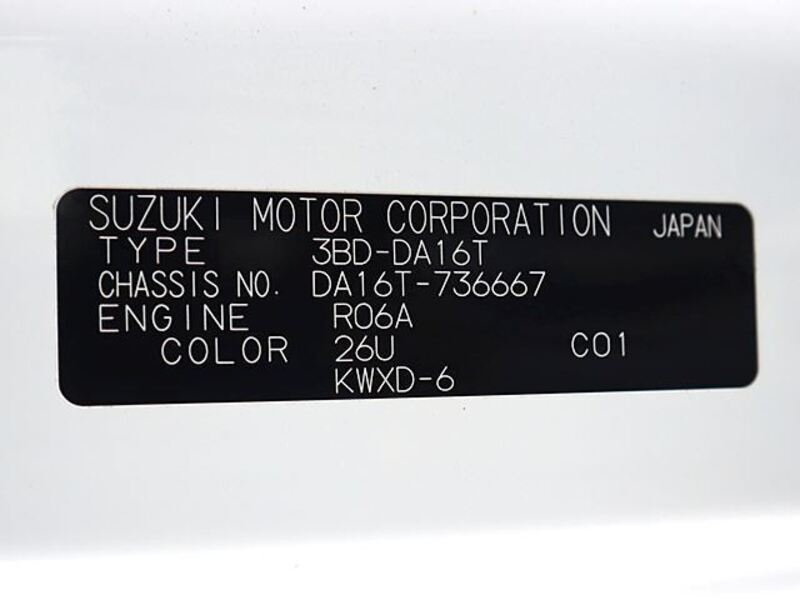 SUZUKI MOTOR CORPORATION JAPAN
TYPE 3BD-DA16T
CHASSIS NO. DA16T-736667
ENGINE R06A
COLOR 26U C01
KWXD-6